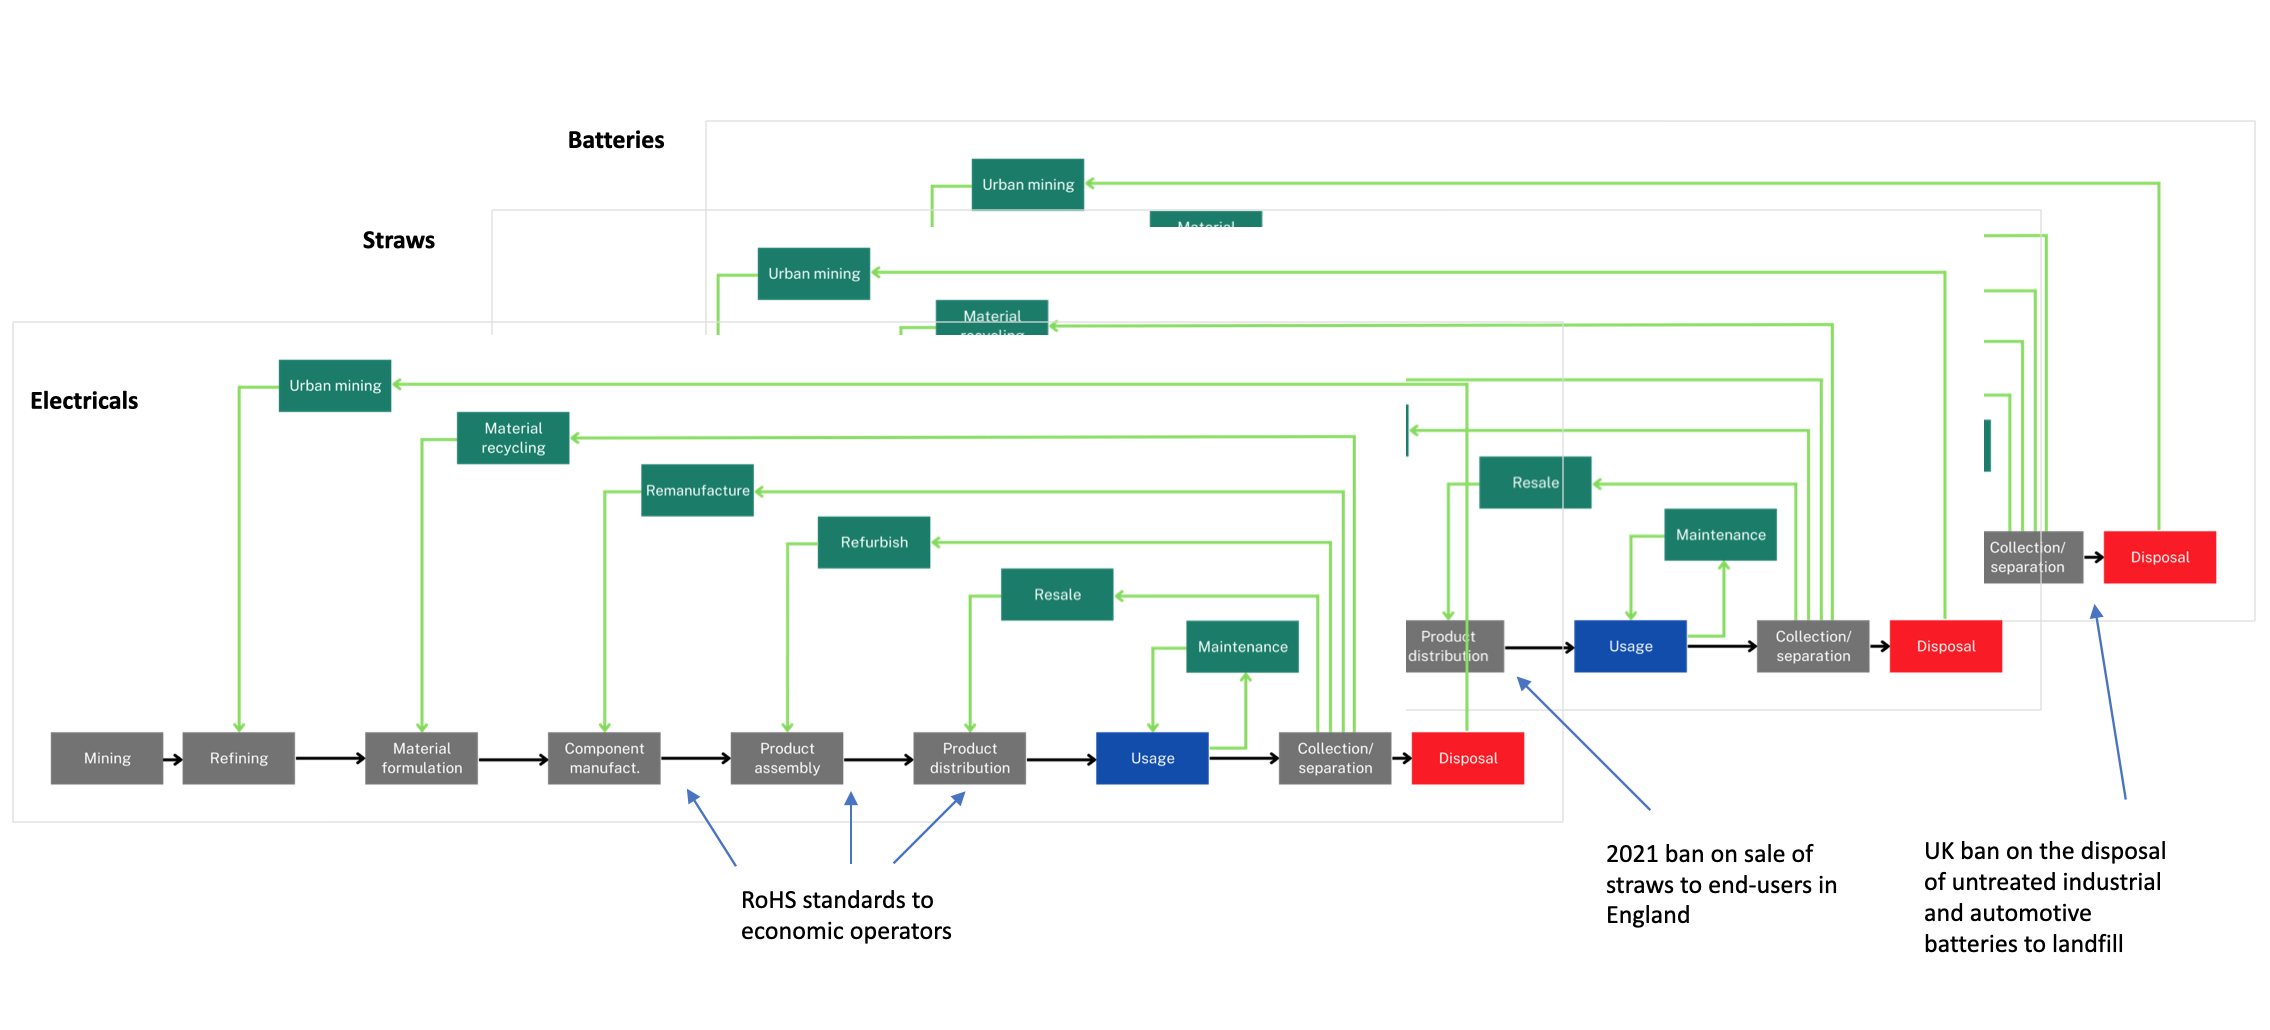 Batteries
Urban mining
Material
Straws
Urban mining
Material
recycling
Electricals
Urban mining
Material
recycling
Remanufacture
Refurbish
Resale
Maintenance
Resale
Maintenance
Collection/
separation
Disposal
Product
distribution
Usage
Collection/
separation
Disposal
Mining
Refining
Material
formulation
Component
manufact.
Product
assembly
Product
distribution
Usage
Collection/
separation
Disposal
RoHS standards to
economic operators
2021 ban on sale of
straws to end-users in
England
UK ban on the disposal
of untreated industrial
and automotive
batteries to landfill